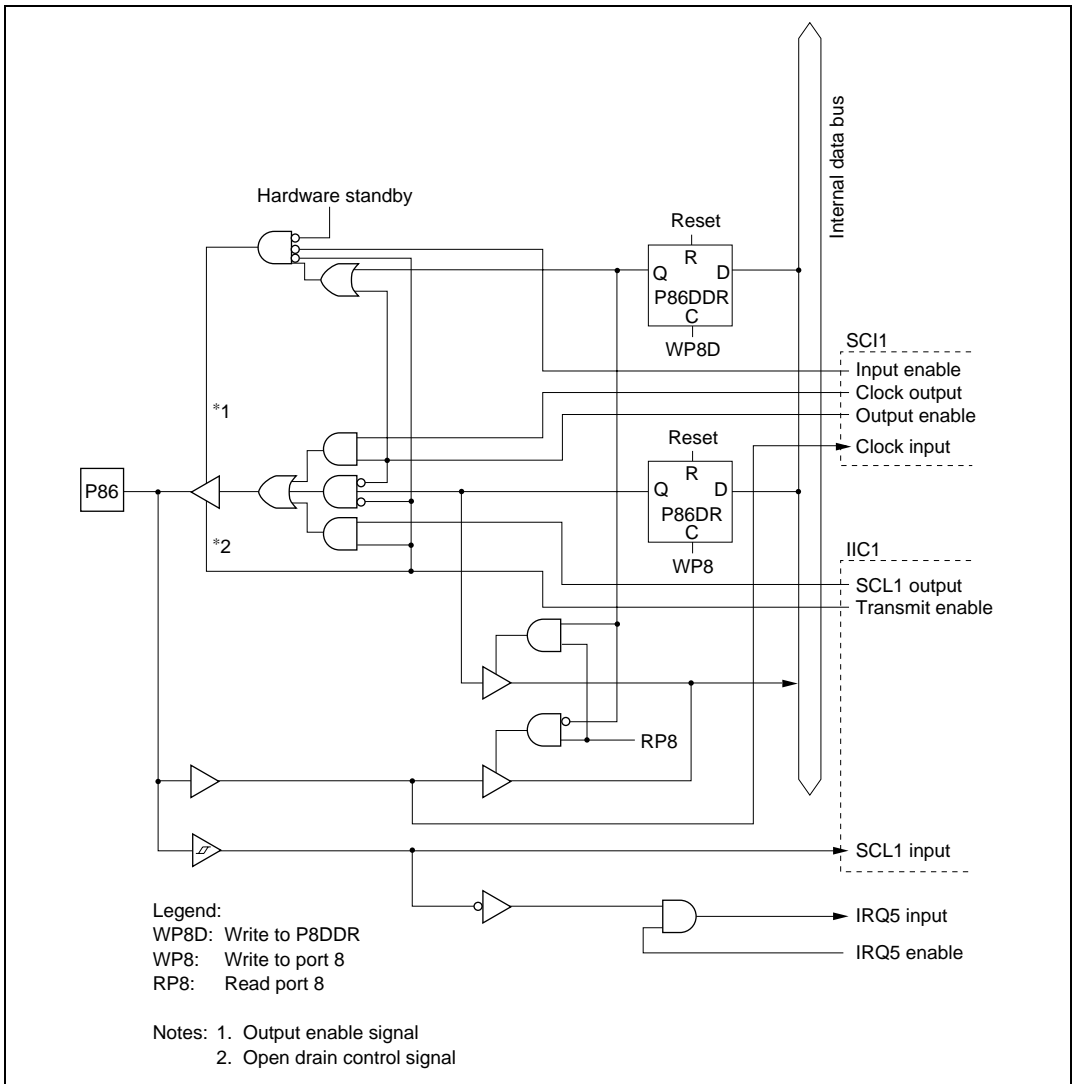 Internal data bus
Hardware standby
Reset
R
Q D
P86DDR
C
WP8D
SCI1
Input enable
Clock output
Output enable
Clock input
*1
Reset
R
Q D
P86DR
C
WP8
P86
*2
IIC1
SCL1 output
Transmit enable
RP8
SCL1 input
IRQ5 input
IRQ5 enable
Legend:
WP8D: Write to P8DDR
WP8: Write to port 8
RP8: Read port 8
Notes: 1. Output enable signal
2. Open drain control signal